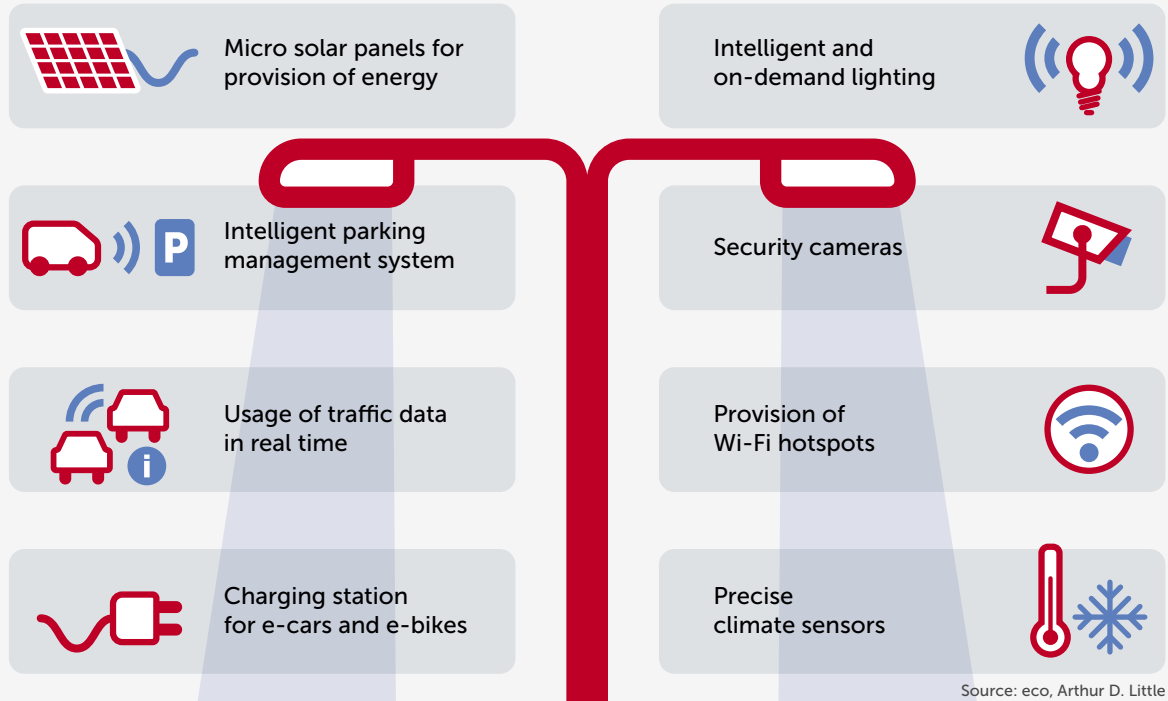 Micro solar panels for
provision of energy
Intelligent and
on-demand lighting
Intelligent parking
management system
P
Security cameras
Usage of traffic data
in real time
i
Provision of
Wi-Fi hotspots
Charging station
for e-cars and e-bikes
Precise
climate sensors
Source: eco, Arthur D. Little